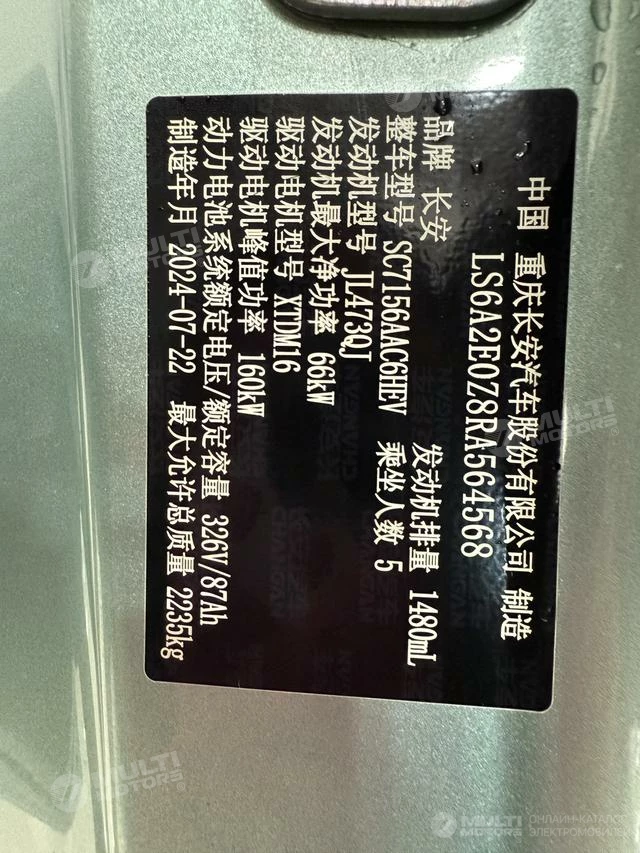 中国 重庆长安汽车股份有限公司 制造
LS6A2E0Z8RA564568
品牌 长安
整车型号 SC7156AAC6HEV 发动机排量 1480mL
发动机型号 JL473QJ 乘坐人数 5
发动机最大净功率 66kW
驱动电机型号 XTDM16
驱动电机峰值功率 160kW
动力电池系统额定电压/额定容量 326V/87Ah
制造年月 2024-07-22 最大允许总质量 2235kg
MULTI MOTORS
ОНЛАЙН-КАТАЛОГ
ЭЛЕКТРОМОБИЛЕЙ